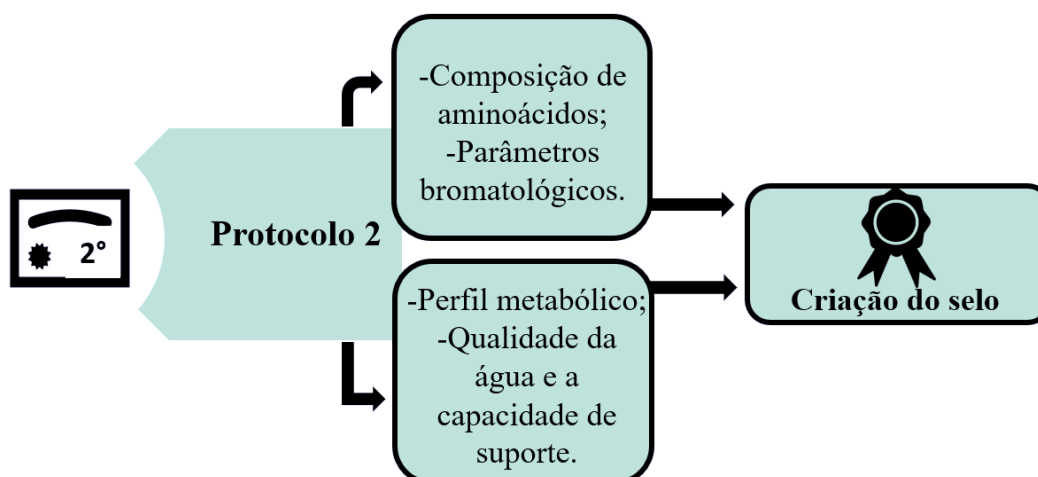 2°
Protocolo 2
-Composição de
aminoácidos;
-Parâmetros
bromatológicos.
-Perfil metabólico;
-Qualidade da
água e a
capacidade de
suporte.
Criação do selo